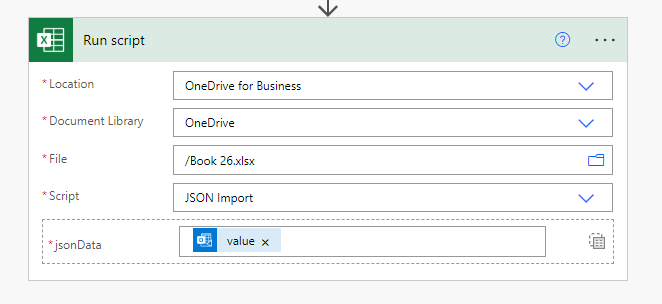 Run script
*Location
OneDrive for Business
*Document Library
OneDrive
*File
/Book 26.xlsx
*Script
JSON Import
*jsonData
value ×